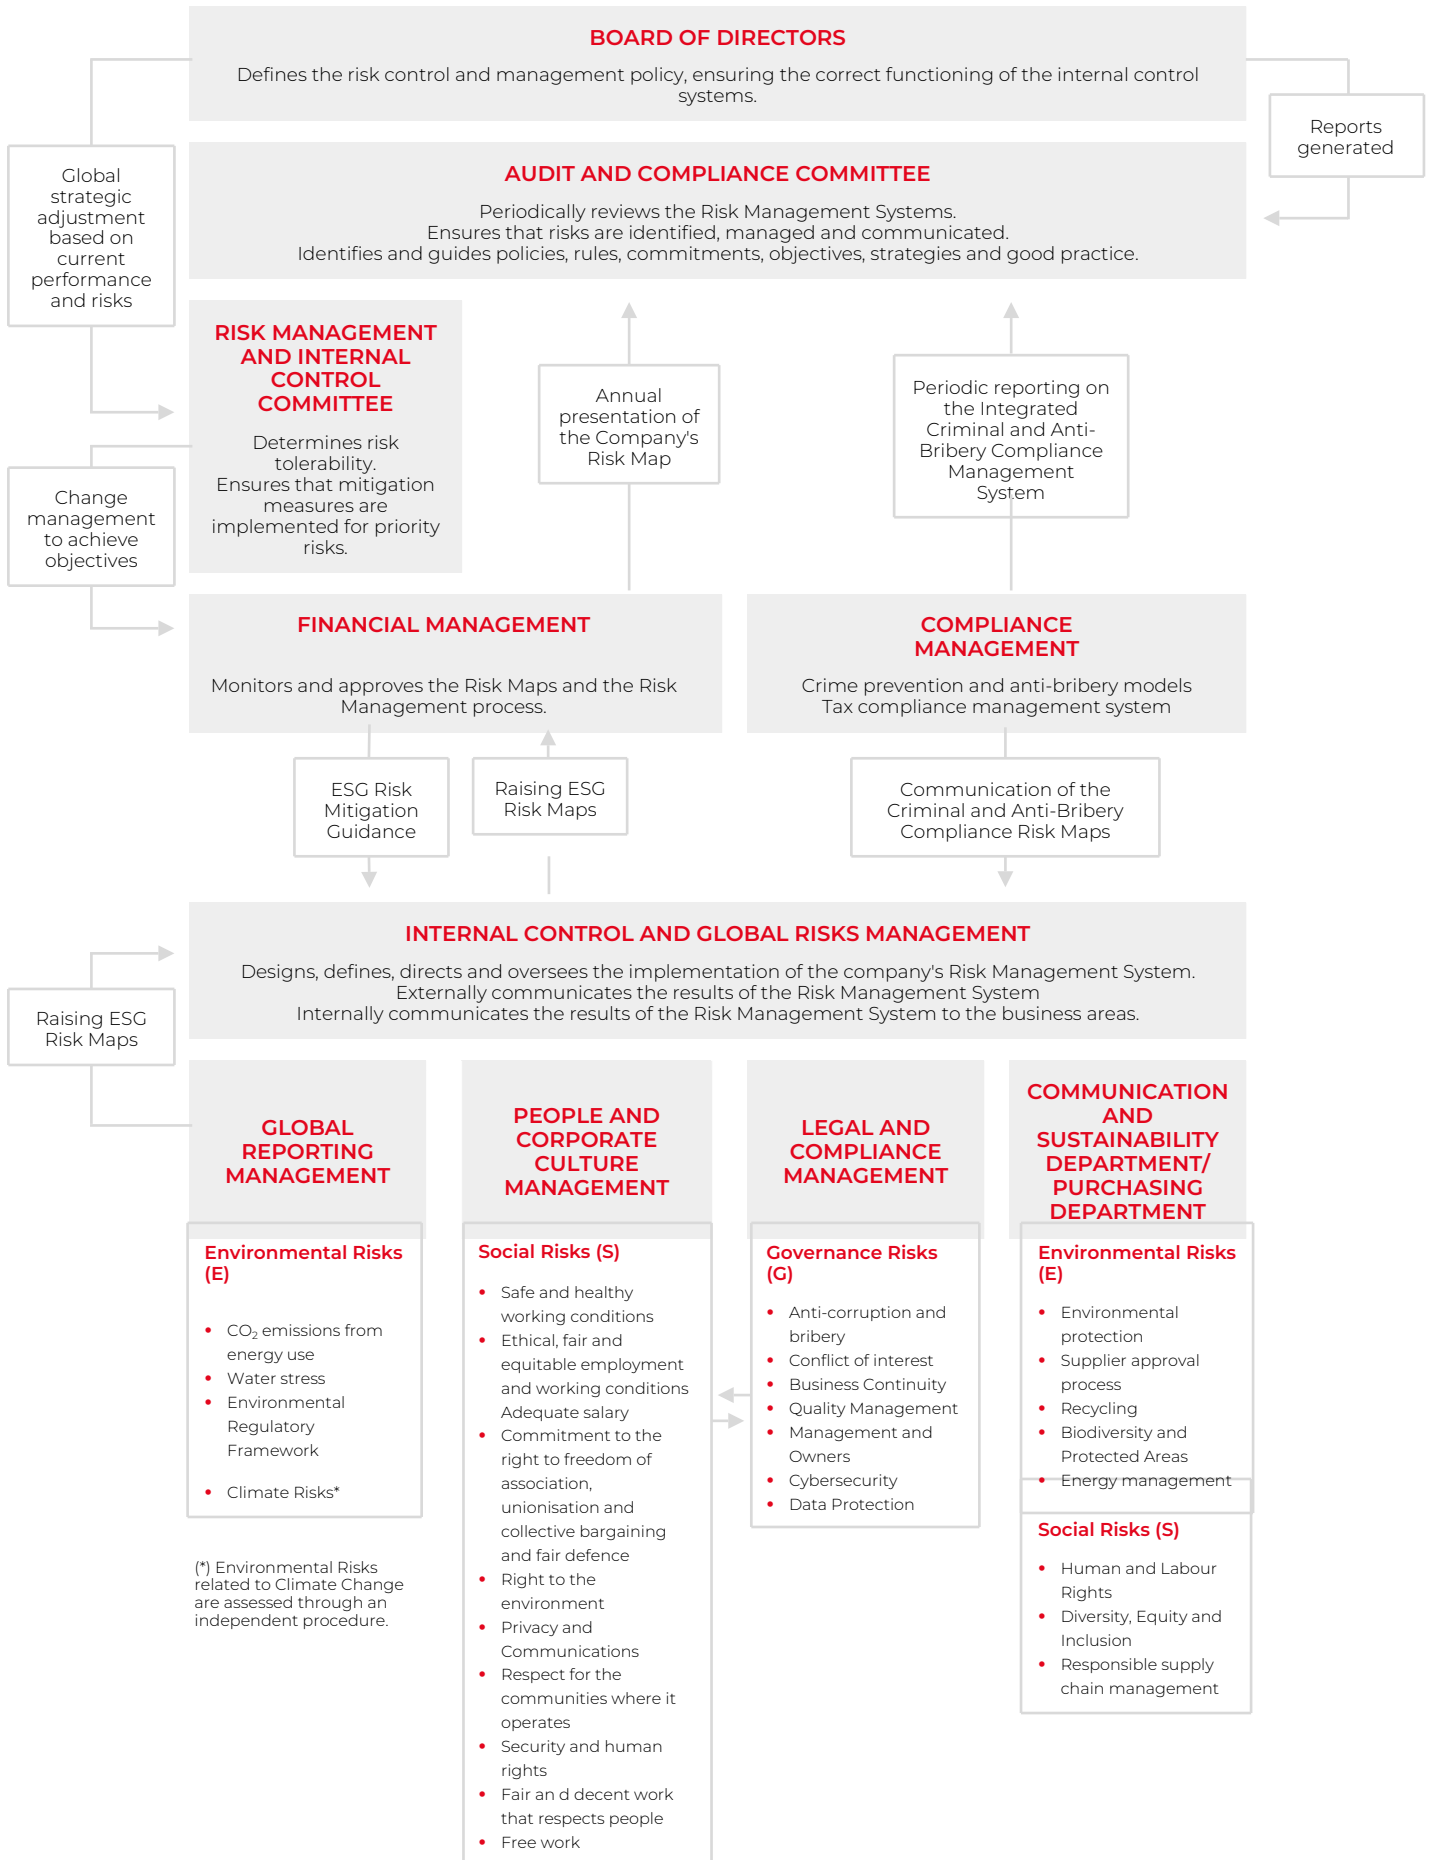 BOARD OF DIRECTORS
Defines the risk control and management policy, ensuring the correct functioning of the internal control
systems.
Reports
generated
Global
strategic
adjustment
based on
current
performance
and risks
AUDIT AND COMPLIANCE COMMITTEE
Periodically reviews the Risk Management Systems.
Ensures that risks are identified, managed and communicated.
Identifies and guides policies, rules, commitments, objectives, strategies and good practice.
RISK MANAGEMENT
AND INTERNAL
CONTROL
COMMITTEE
Determines risk
tolerability.
Ensures that mitigation
measures are
implemented for priority
risks.
Annual
presentation of
the Company's
Risk Map
Periodic reporting on
the Integrated
Criminal and Anti-
Bribery Compliance
Management
System
Change
management
to achieve
objectives
FINANCIAL MANAGEMENT
Monitors and approves the Risk Maps and the Risk
Management process.
COMPLIANCE
MANAGEMENT
Crime prevention and anti-bribery models
Tax compliance management system
ESG Risk
Mitigation
Guidance
Raising ESG
Risk Maps
Communication of the
Criminal and Anti-Bribery
Compliance Risk Maps
INTERNAL CONTROL AND GLOBAL RISKS MANAGEMENT
Designs, defines, directs and oversees the implementation of the company's Risk Management System.
Externally communicates the results of the Risk Management System
Internally communicates the results of the Risk Management System to the business areas.
Raising ESG
Risk Maps
GLOBAL
REPORTING
MANAGEMENT
Environmental Risks
(E)
• CO₂ emissions from
energy use
• Water stress
• Environmental
Regulatory
Framework
• Climate Risks*
(*) Environmental Risks
related to Climate Change
are assessed through an
independent procedure.
PEOPLE AND
CORPORATE
CULTURE
MANAGEMENT
Social Risks (S)
• Safe and healthy
working conditions
• Ethical, fair and
equitable employment
and working conditions
Adequate salary
• Commitment to the
right to freedom of
association,
unionisation and
collective bargaining
and fair defence
• Right to the
environment
• Privacy and
Communications
• Respect for the
communities where it
operates
• Security and human
rights
• Fair an d decent work
that respects people
• Free work
LEGAL AND
COMPLIANCE
MANAGEMENT
Governance Risks
(G)
• Anti-corruption and
bribery
• Conflict of interest
• Business Continuity
• Quality Management
• Management and
Owners
• Cybersecurity
• Data Protection
COMMUNICATION
AND
SUSTAINABILITY
DEPARTMENT/
PURCHASING
DEPARTMENT
Environmental Risks
(E)
• Environmental
protection
• Supplier approval
process
• Recycling
• Biodiversity and
Protected Areas
• Energy management
Social Risks (S)
• Human and Labour
Rights
• Diversity, Equity and
Inclusion
• Responsible supply
chain management